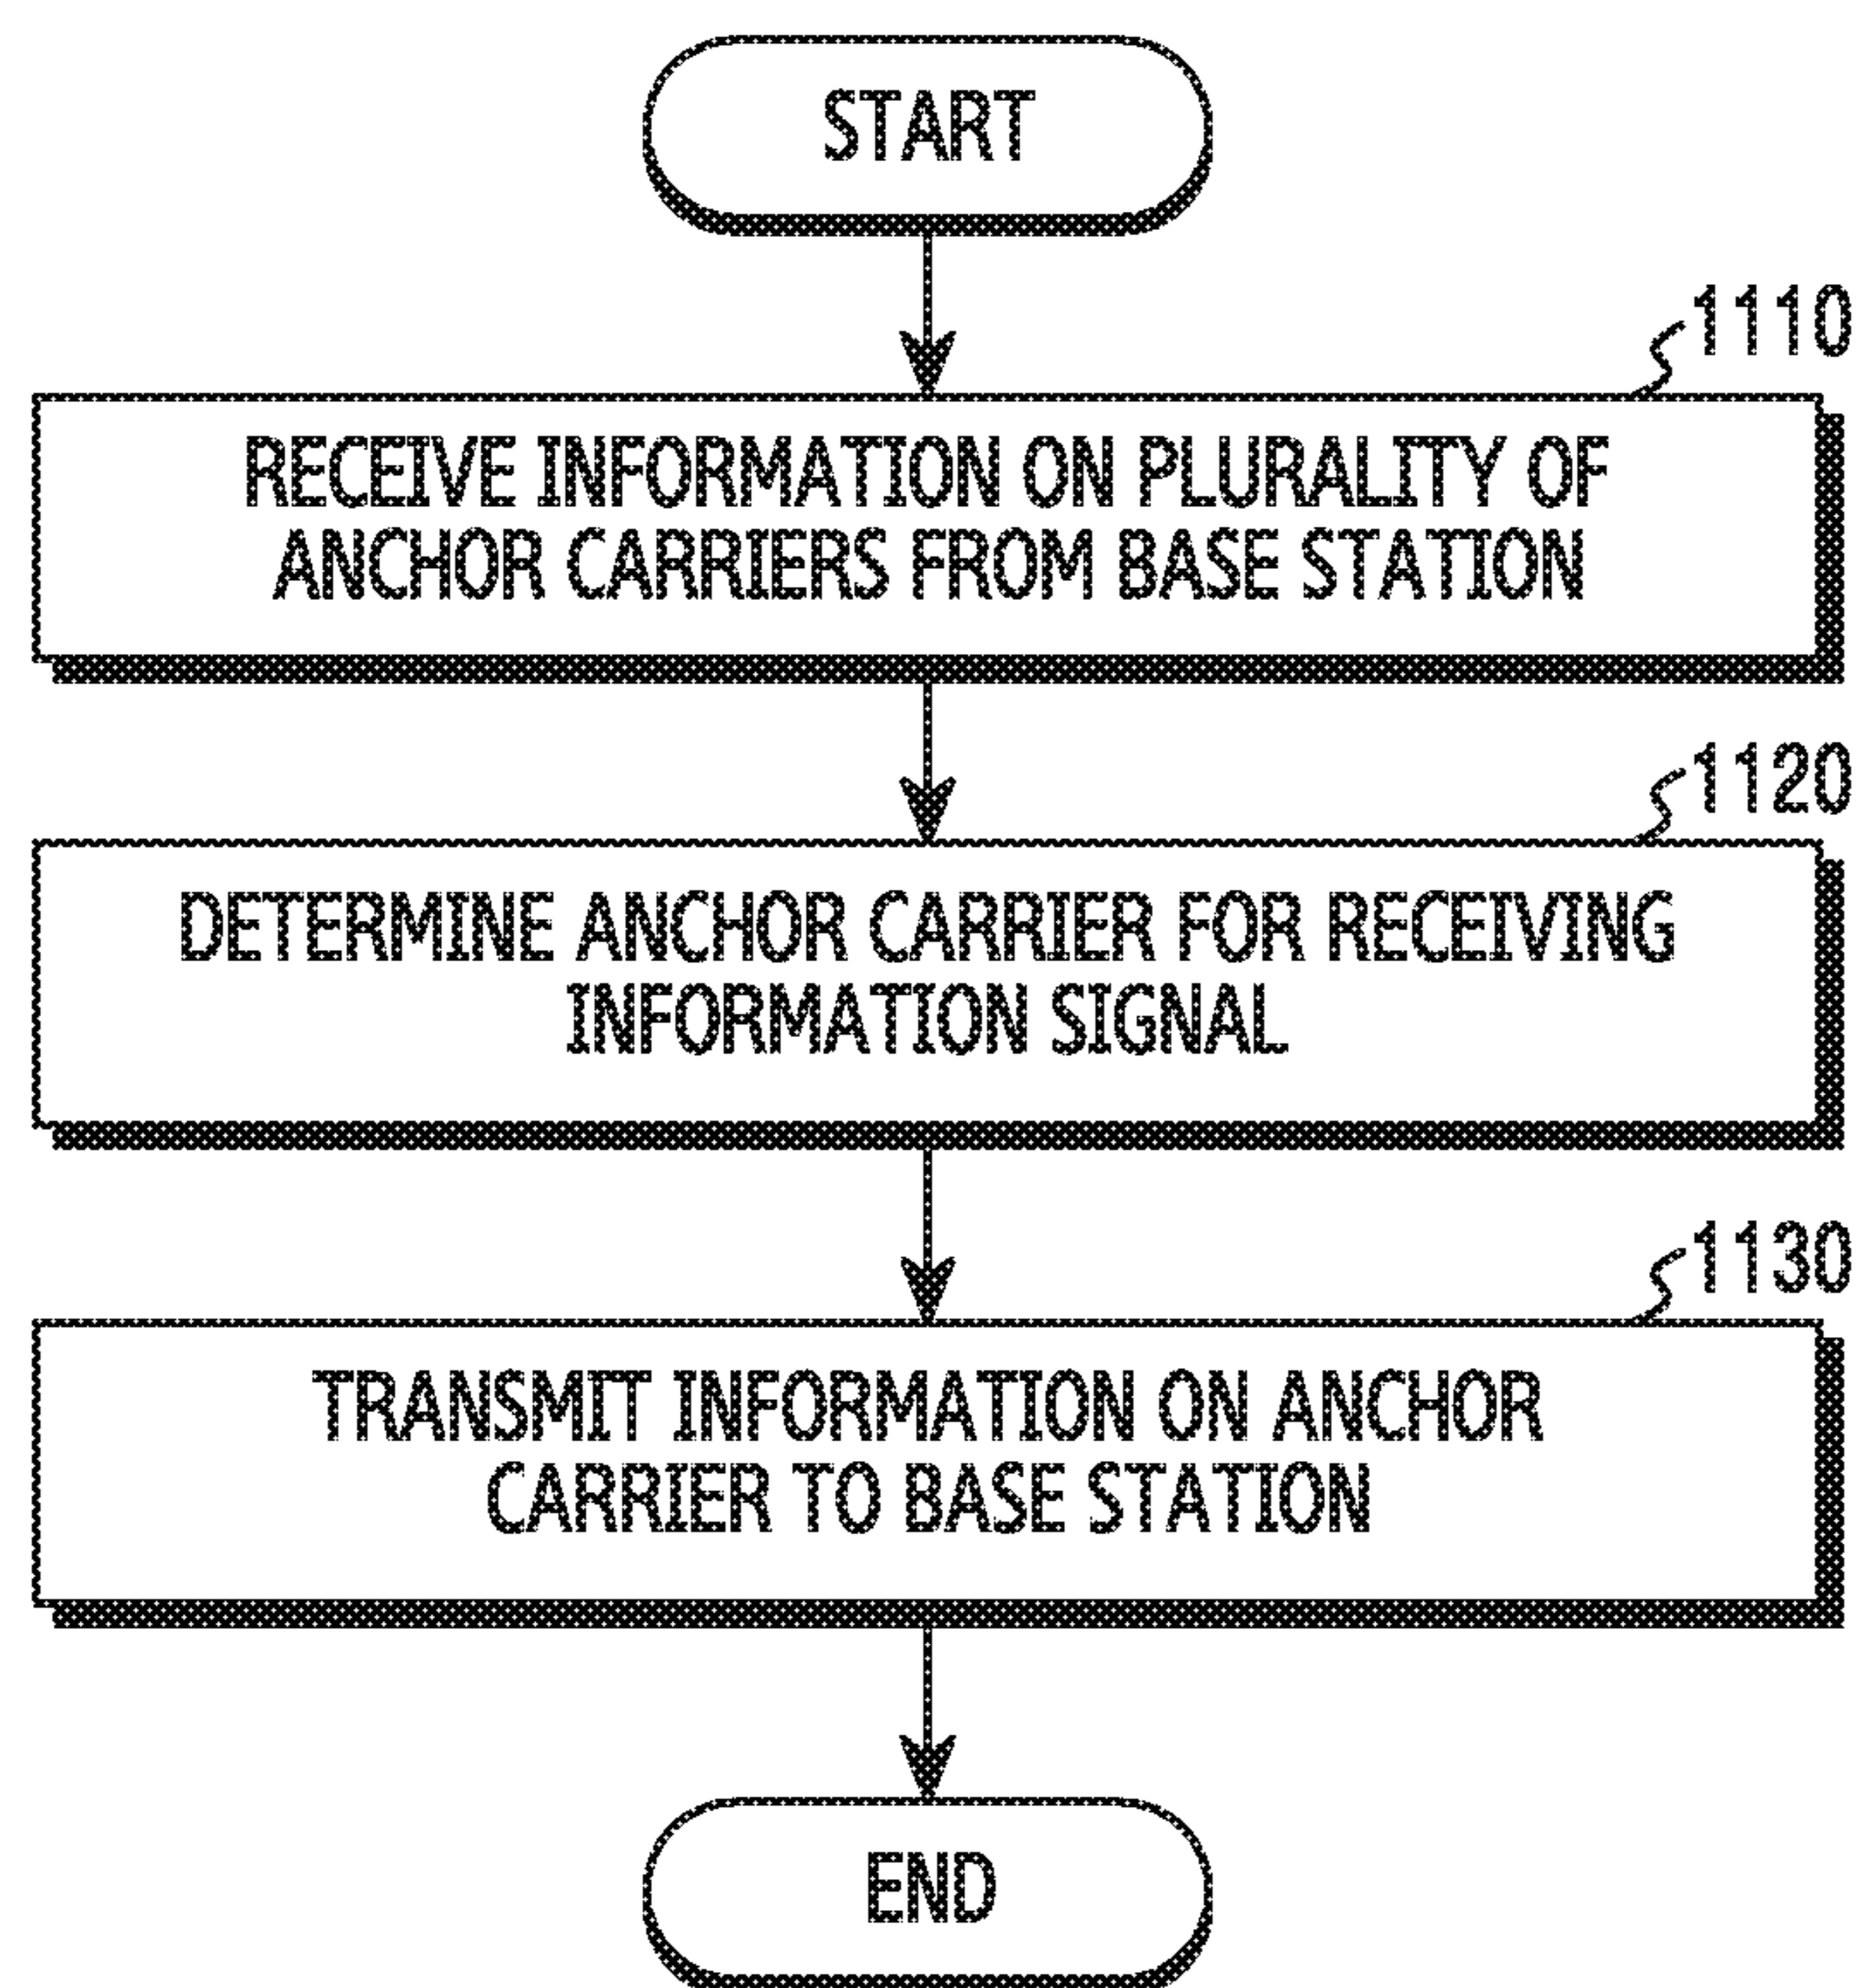 START
1110
RECEIVE INFORMATION ON PLURALITY OF
ANCHOR CARRIERS FROM BASE STATION
1120
DETERMINE ANCHOR CARRIER FOR RECEIVING
INFORMATION SIGNAL
1130
TRANSMIT INFORMATION ON ANCHOR
CARRIER TO BASE STATION
END